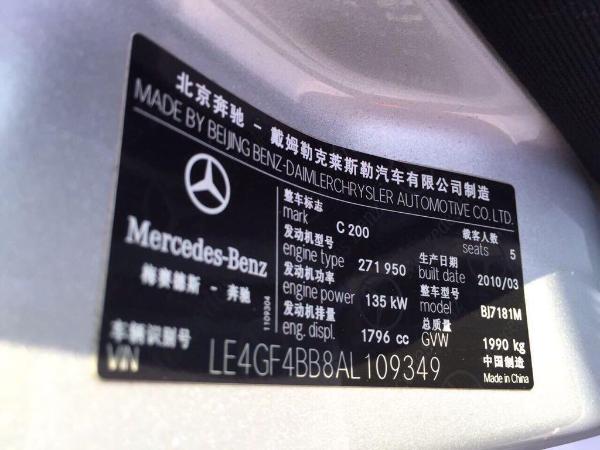 北京奔驰 - 戴姆勒克莱斯勒汽车有限公司制造
MADE BY BEIJING BENZ-DAIMLERCHRYSLER AUTOMOTIVE CO.LTD.
整车标志 载客人数
mark C 200 seats 5
发动机型号 生产日期
engine type 271 950 built date 2010/03
发动机功率 整车型号
engine power 135 kW model BJ7181M
发动机排量 总质量
eng. displ. 1796 cc GVW 1990 kg
Mercedes-Benz
梅赛德斯 - 奔驰
1109304
中国制造
Made in China
车辆识别号
VIN LE4GF4BB8AL109349